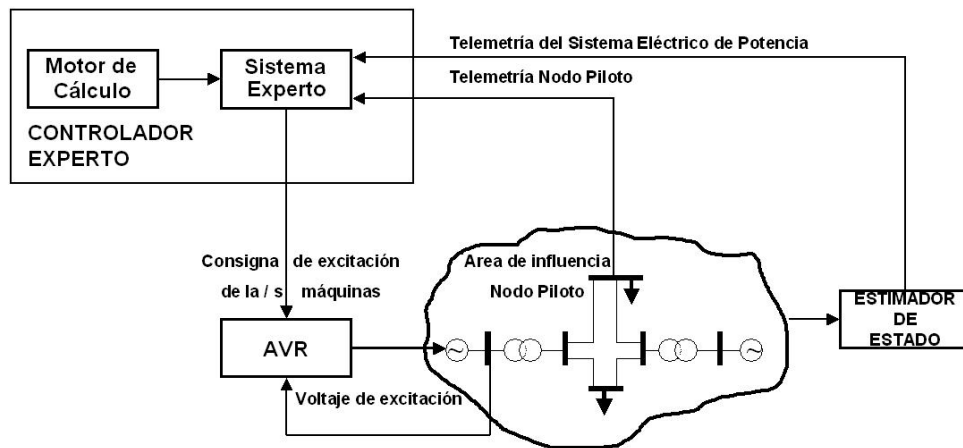 Telemetría del Sistema Eléctrico de Potencia
Motor de
Cálculo
Sistema
Experto
Telemetría Nodo Piloto
CONTROLADOR
EXPERTO
Consigna de excitación
de la / s máquinas
Area de influencia
Nodo Piloto
ESTIMADOR
DE
ESTADO
AVR
Voltaje de excitación